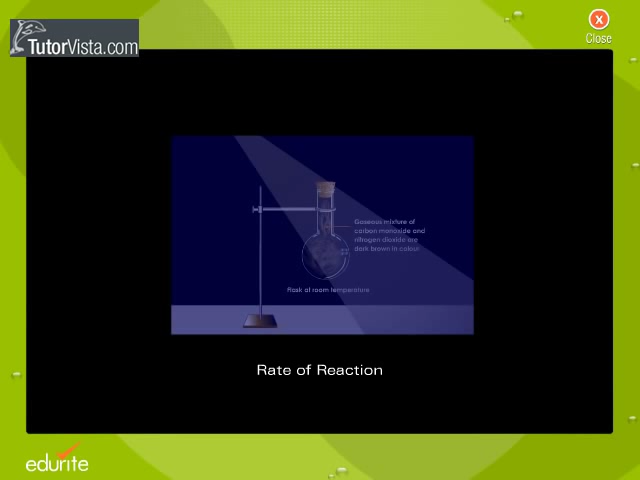 TutorVista.com
x
Close
Gaseous mixture of
carbon monoxide and
nitrogen dioxide are
dark brown in colour
Flask at room temperature
Rate of Reaction
edurite